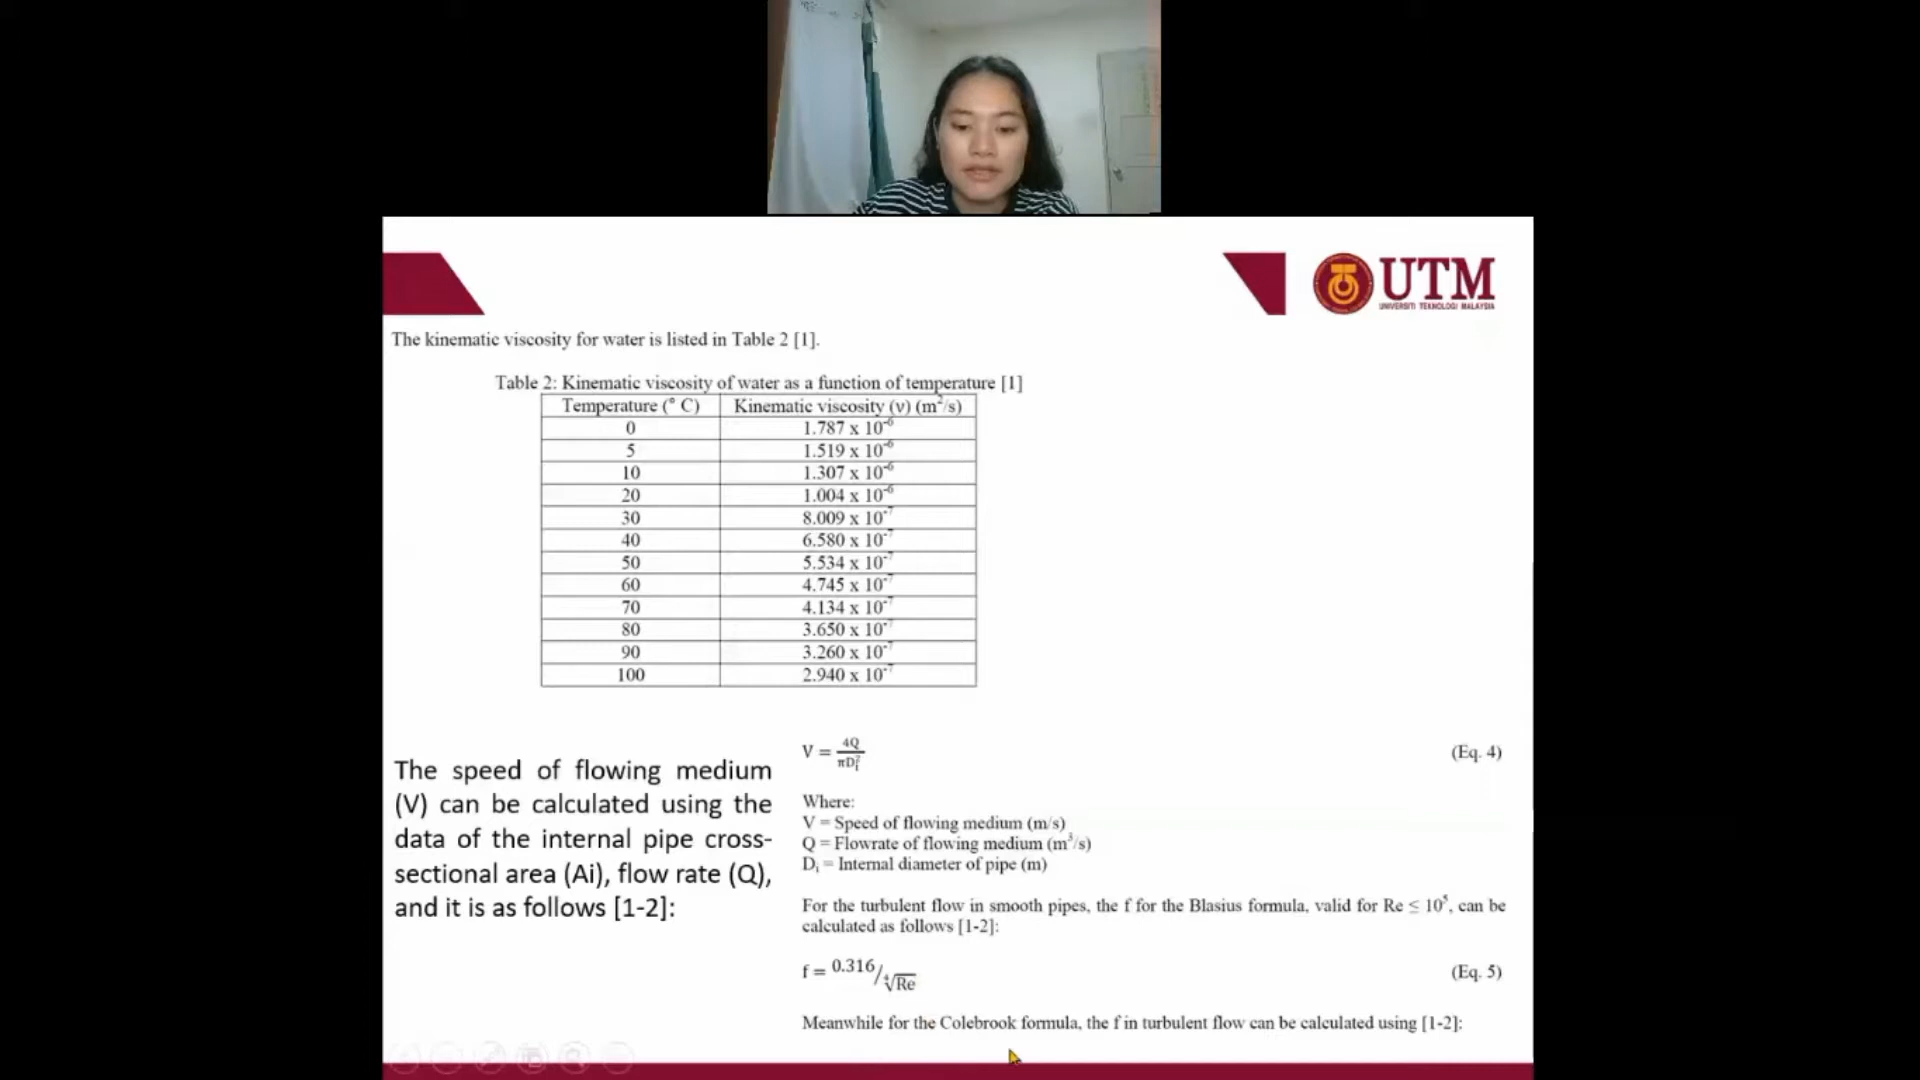 UTM
UNIVERSITI TEKNOLOGI MALAYSIA
The kinematic viscosity for water is listed in Table 2 [1].
Table 2: Kinematic viscosity of water as a function of temperature [1]
Temperature (° C) Kinematic viscosity (v) (m²/s)
0 1.787 x 10⁻⁶
5 1.519 x 10⁻⁶
10 1.307 x 10⁻⁶
20 1.004 x 10⁻⁶
30 8.009 x 10⁻⁷
40 6.580 x 10⁻⁷
50 5.534 x 10⁻⁷
60 4.745 x 10⁻⁷
70 4.134 x 10⁻⁷
80 3.650 x 10⁻⁷
90 3.260 x 10⁻⁷
100 2.940 x 10⁻⁷
The speed of flowing medium
(V) can be calculated using the
data of the internal pipe cross-
sectional area (Ai), flow rate (Q),
and it is as follows [1-2]:
V = 4Q/πDᵢ² (Eq. 4)
Where:
V = Speed of flowing medium (m/s)
Q = Flowrate of flowing medium (m³/s)
Dᵢ = Internal diameter of pipe (m)
For the turbulent flow in smooth pipes, the f for the Blasius formula, valid for Re ≤ 10⁵, can be
calculated as follows [1-2]:
f = 0.316/⁴√Re (Eq. 5)
Meanwhile for the Colebrook formula, the f in turbulent flow can be calculated using [1-2]: